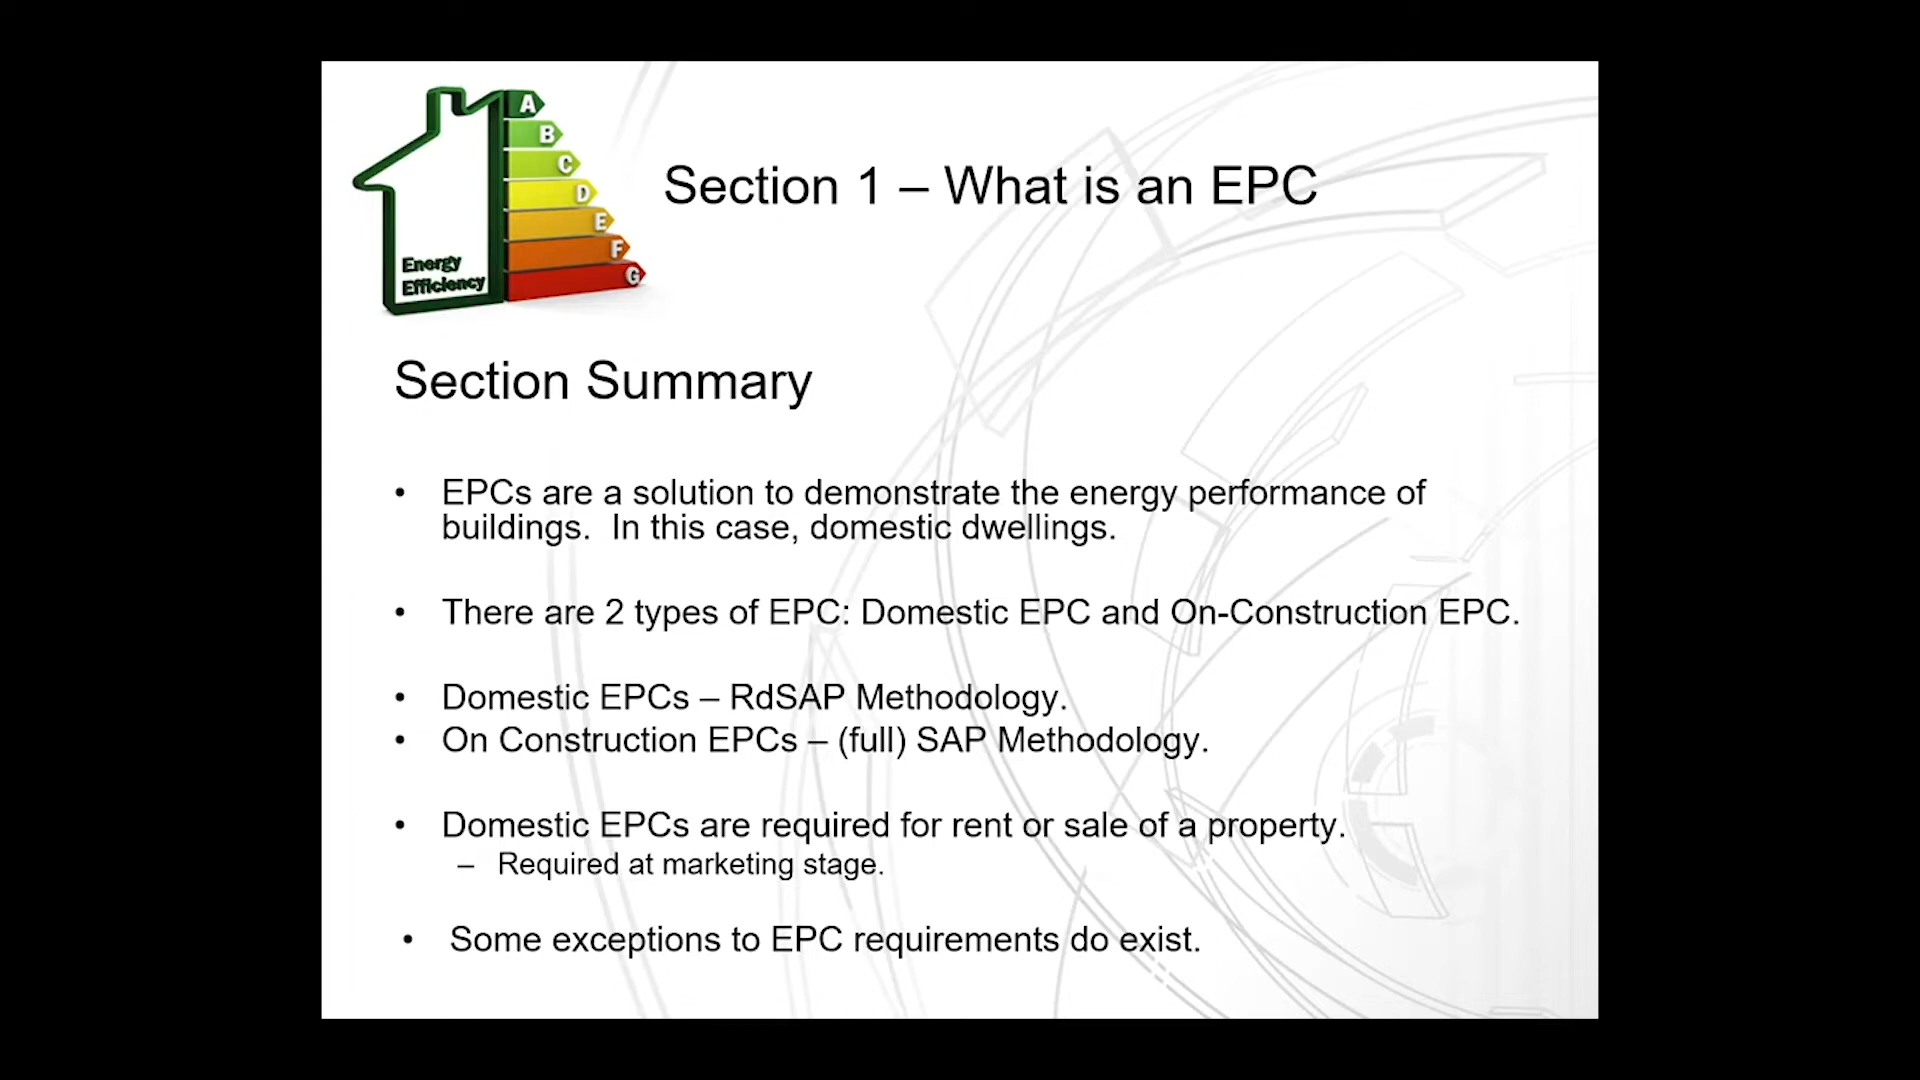 A
B
C
D
E
F
G
Energy
Efficiency
Section 1 – What is an EPC
Section Summary
• EPCs are a solution to demonstrate the energy performance of
buildings.  In this case, domestic dwellings.
• There are 2 types of EPC: Domestic EPC and On-Construction EPC.
• Domestic EPCs – RdSAP Methodology.
• On Construction EPCs – (full) SAP Methodology.
• Domestic EPCs are required for rent or sale of a property.
– Required at marketing stage.
• Some exceptions to EPC requirements do exist.